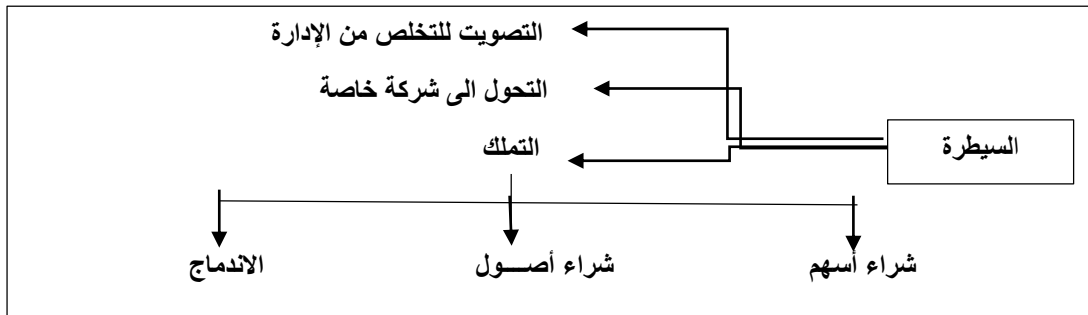 التصويت للتخلص من الإدارة
التحول الى شركة خاصة
السيطرة
التملك
شراء أسهم
شراء أصـــول
الاندماج